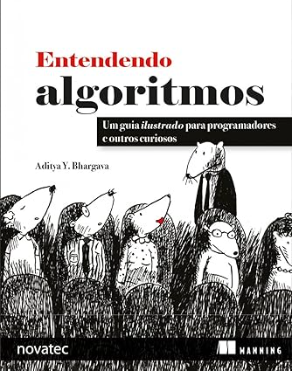 Entendendo
algoritmos
Um guia ilustrado para programadores
e outros curiosos
Aditya Y. Bhargava
novatec
MANNING